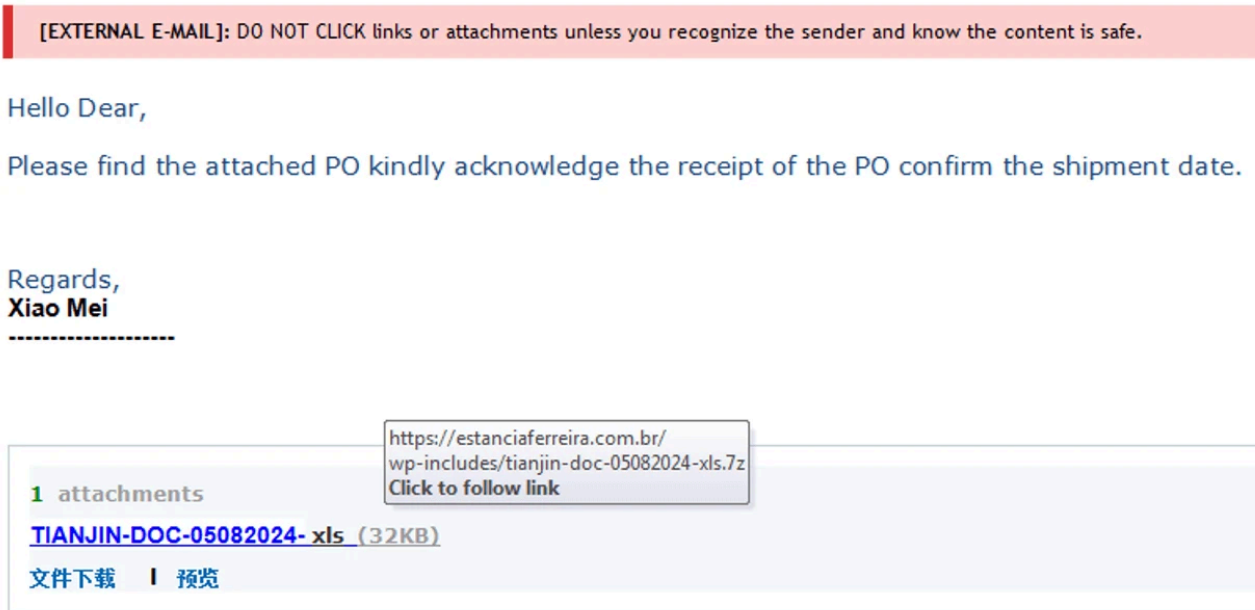 [EXTERNAL E-MAIL]: DO NOT CLICK links or attachments unless you recognize the sender and know the content is safe.
Hello Dear,
Please find the attached PO kindly acknowledge the receipt of the PO confirm the shipment date.
Regards,
Xiao Mei
--------------------
https://estanciaferreira.com.br/
wp-includes/tianjin-doc-05082024-xls.7z
Click to follow link
1 attachments
TIANJIN-DOC-05082024- xls (32KB)
文件下载 | 预览